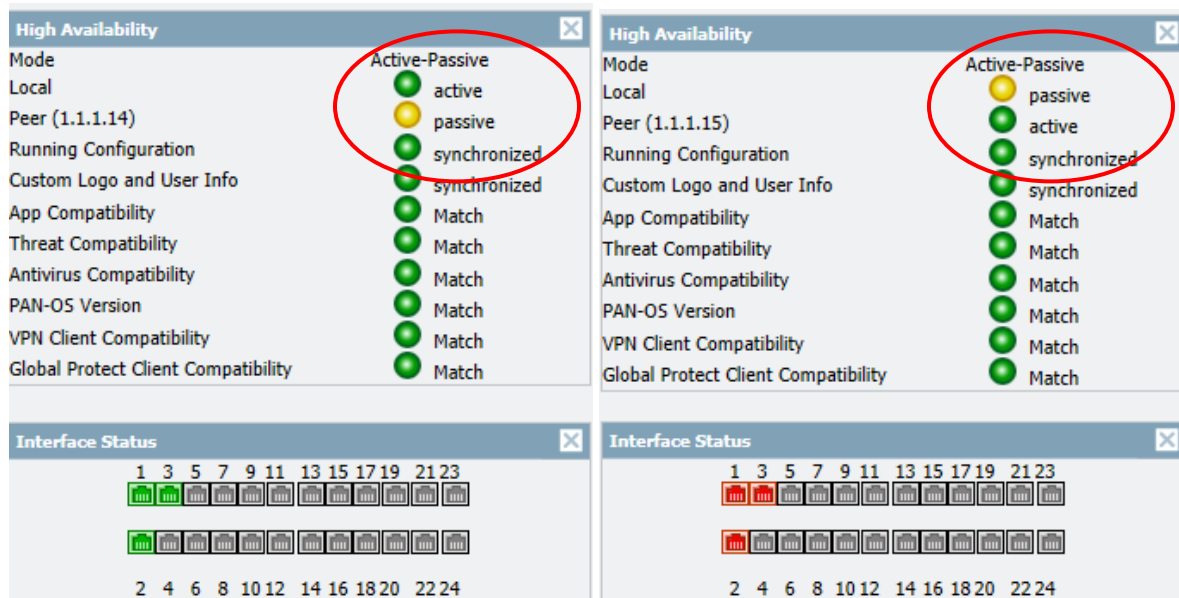 High Availability
Mode Active-Passive
Local active
Peer (1.1.1.14) passive
Running Configuration synchronized
Custom Logo and User Info synchronized
App Compatibility Match
Threat Compatibility Match
Antivirus Compatibility Match
PAN-OS Version Match
VPN Client Compatibility Match
Global Protect Client Compatibility Match
Interface Status
1 3 5 7 9 11 13 15 17 19 21 23
2 4 6 8 10 12 14 16 18 20 22 24
High Availability
Mode Active-Passive
Local passive
Peer (1.1.1.15) active
Running Configuration synchronized
Custom Logo and User Info synchronized
App Compatibility Match
Threat Compatibility Match
Antivirus Compatibility Match
PAN-OS Version Match
VPN Client Compatibility Match
Global Protect Client Compatibility Match
Interface Status
1 3 5 7 9 11 13 15 17 19 21 23
2 4 6 8 10 12 14 16 18 20 22 24